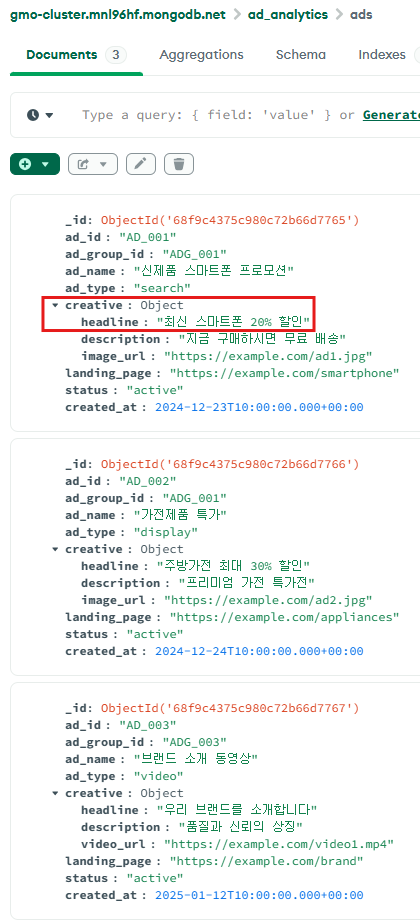 gmo-cluster.mnl96hf.mongodb.net > ad_analytics > ads
Documents 3 Aggregations Schema Indexes
Type a query: { field: 'value' } or Generate
_id: ObjectId('68f9c4375c980c72b66d7765')
ad_id : "AD_001"
ad_group_id : "ADG_001"
ad_name : "신제품 스마트폰 프로모션"
ad_type : "search"
creative : Object
headline : "최신 스마트폰 20% 할인"
description : "지금 구매하시면 무료 배송"
image_url : "https://example.com/ad1.jpg"
landing_page : "https://example.com/smartphone"
status : "active"
created_at : 2024-12-23T10:00:00.000+00:00
_id: ObjectId('68f9c4375c980c72b66d7766')
ad_id : "AD_002"
ad_group_id : "ADG_001"
ad_name : "가전제품 특가"
ad_type : "display"
creative : Object
headline : "주방가전 최대 30% 할인"
description : "프리미엄 가전 특가전"
image_url : "https://example.com/ad2.jpg"
landing_page : "https://example.com/appliances"
status : "active"
created_at : 2024-12-24T10:00:00.000+00:00
_id: ObjectId('68f9c4375c980c72b66d7767')
ad_id : "AD_003"
ad_group_id : "ADG_003"
ad_name : "브랜드 소개 동영상"
ad_type : "video"
creative : Object
headline : "우리 브랜드를 소개합니다"
description : "품질과 신뢰의 상징"
video_url : "https://example.com/video1.mp4"
landing_page : "https://example.com/brand"
status : "active"
created_at : 2025-01-12T10:00:00.000+00:00